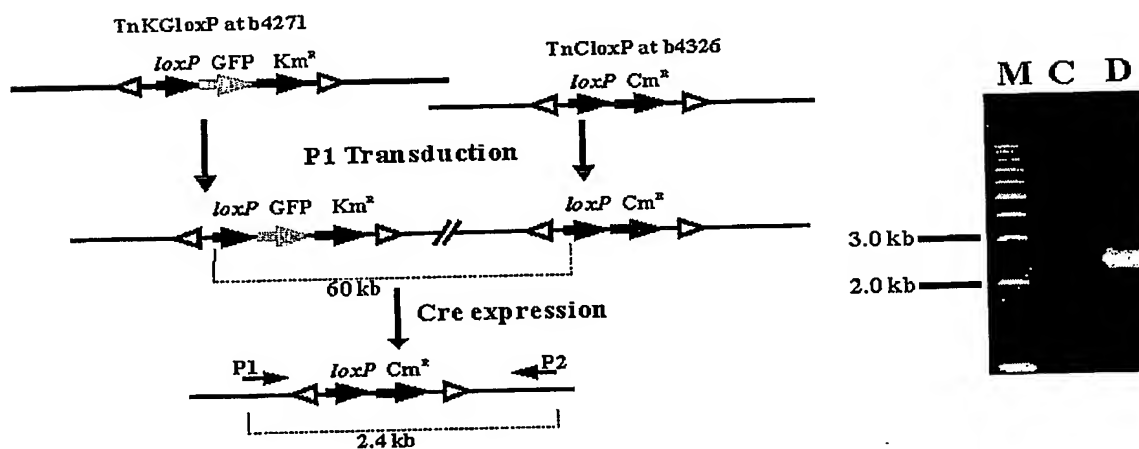 TnKGloxP at b4271
loxP GFP Km^R
TnCloxP at b4326
loxP Cm^R
P1 Transduction
loxP GFP Km^R
loxP Cm^R
60 kb
Cre expression
P1
loxP Cm^R
P2
2.4 kb
M C D
3.0 kb
2.0 kb